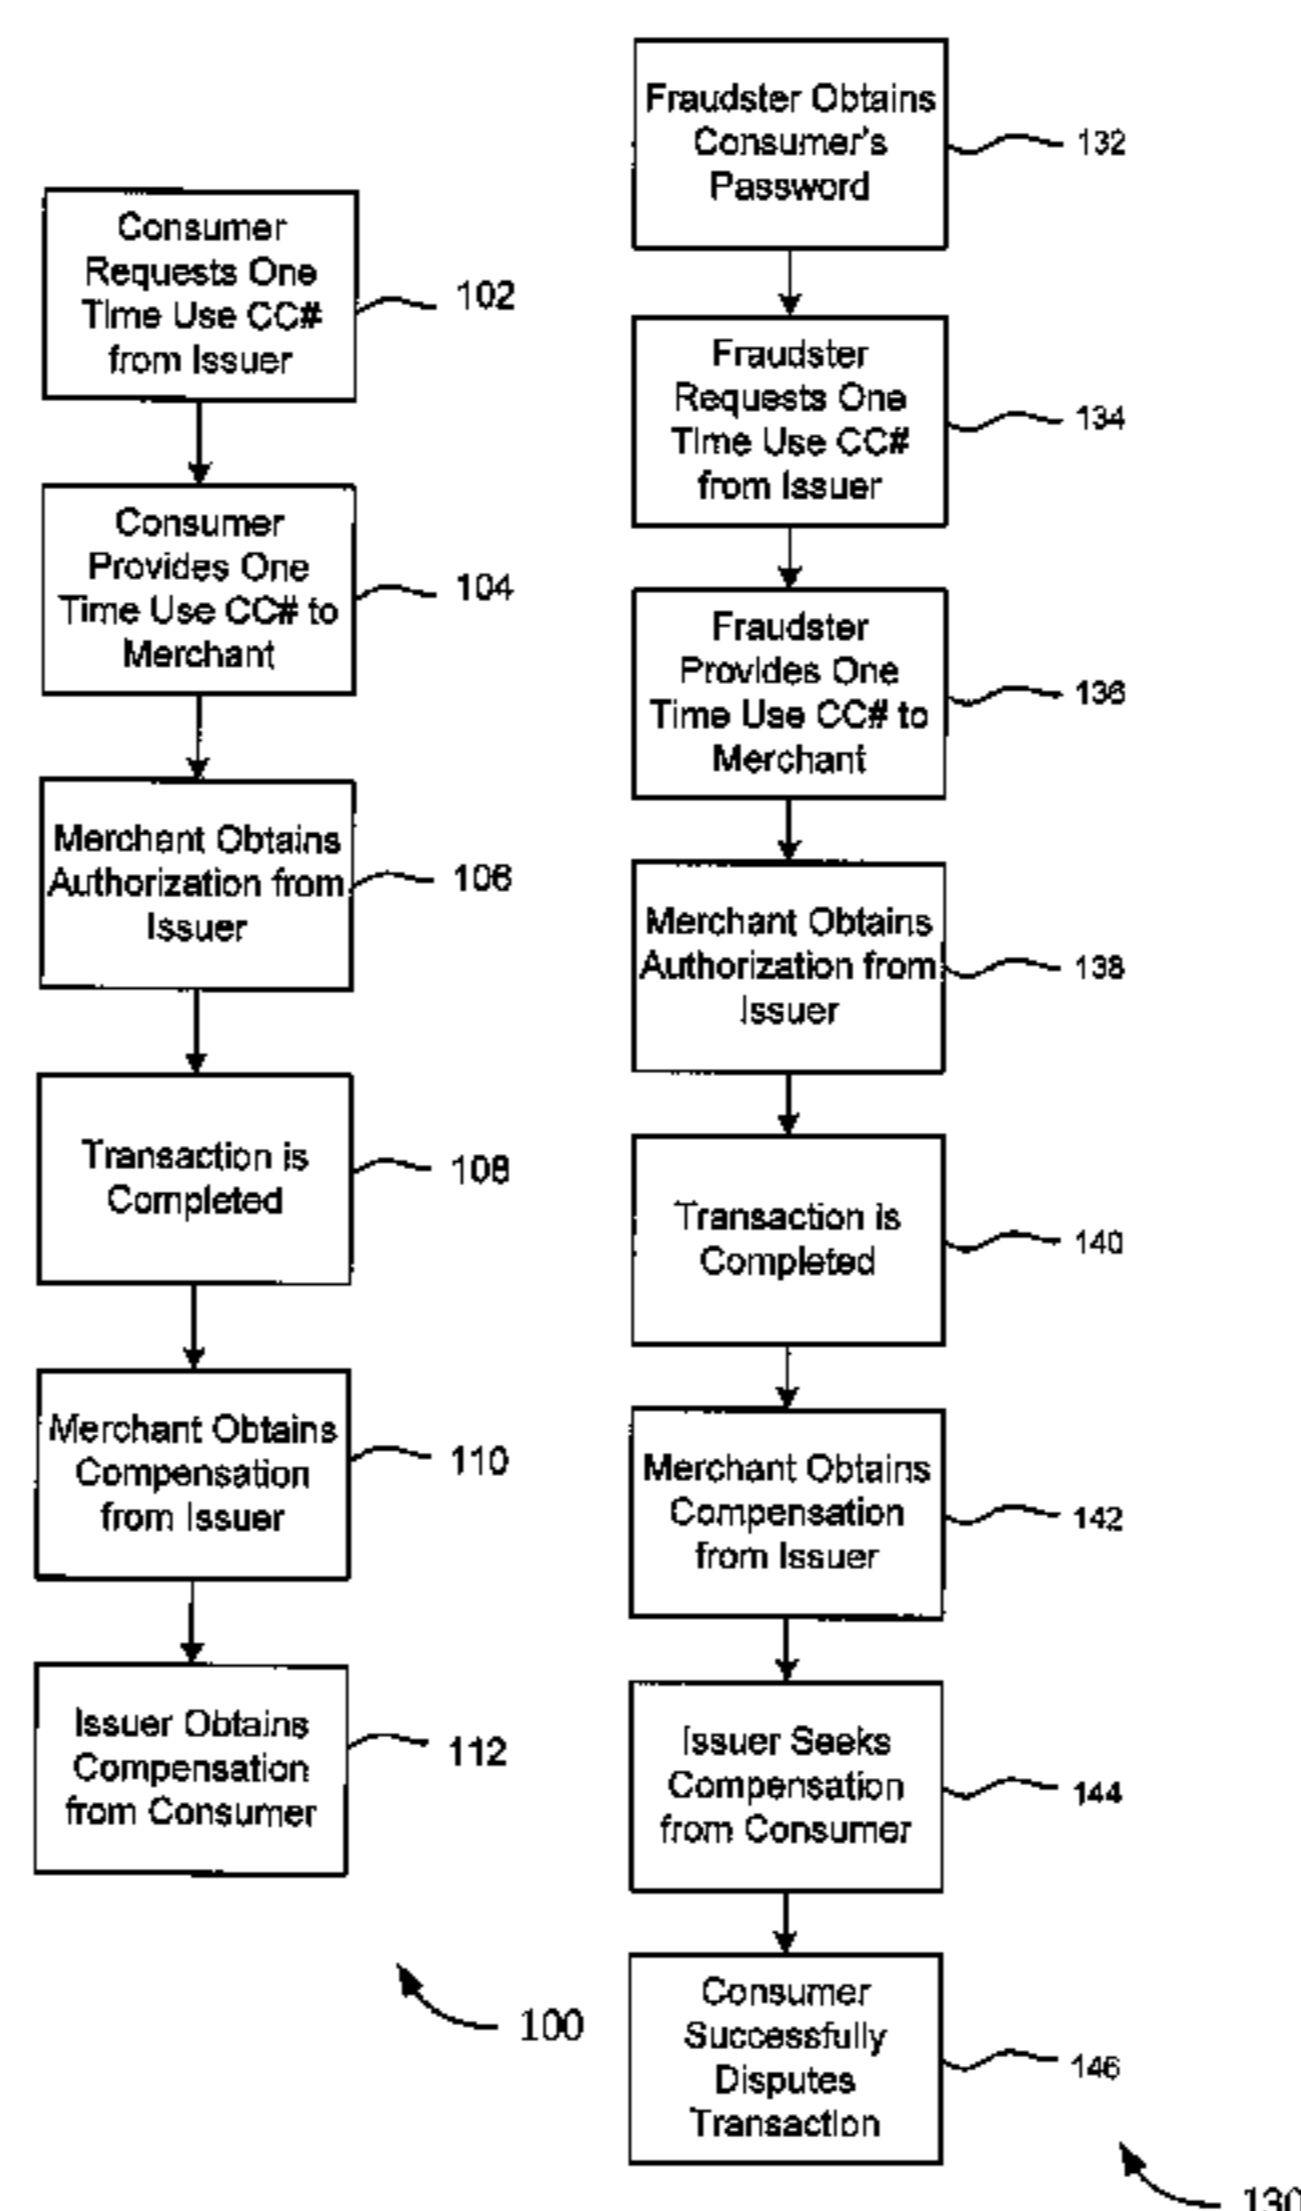 Consumer
Requests One
Time Use CC#
from Issuer
102
Consumer
Provides One
Time Use CC# to
Merchant
104
Merchant Obtains
Authorization from
Issuer
106
Transaction is
Completed
108
Merchant Obtains
Compensation
from Issuer
110
Issuer Obtains
Compensation
from Consumer
112
100
Fraudster Obtains
Consumer's
Password
132
Fraudster
Requests One
Time Use CC#
from Issuer
134
Fraudster
Provides One
Time Use CC# to
Merchant
136
Merchant Obtains
Authorization from
Issuer
138
Transaction is
Completed
140
Merchant Obtains
Compensation
from Issuer
142
Issuer Seeks
Compensation
from Consumer
144
Consumer
Successfully
Disputes
Transaction
146
130